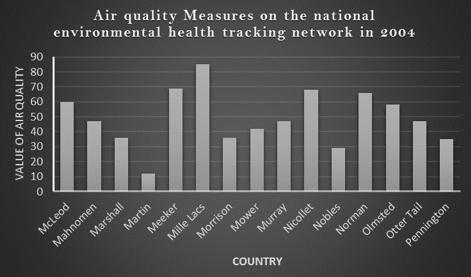 Air quality Measures on the national
environmental health tracking network in 2004
VALUE OF AIR QUALITY
90
80
70
60
50
40
30
20
10
0
McLeod
Mahnomen
Marshall
Martin
Meeker
Mille Lacs
Morrison
Mower
Murray
Nicollet
Nobles
Norman
Olmsted
Otter Tail
Pennington
COUNTRY